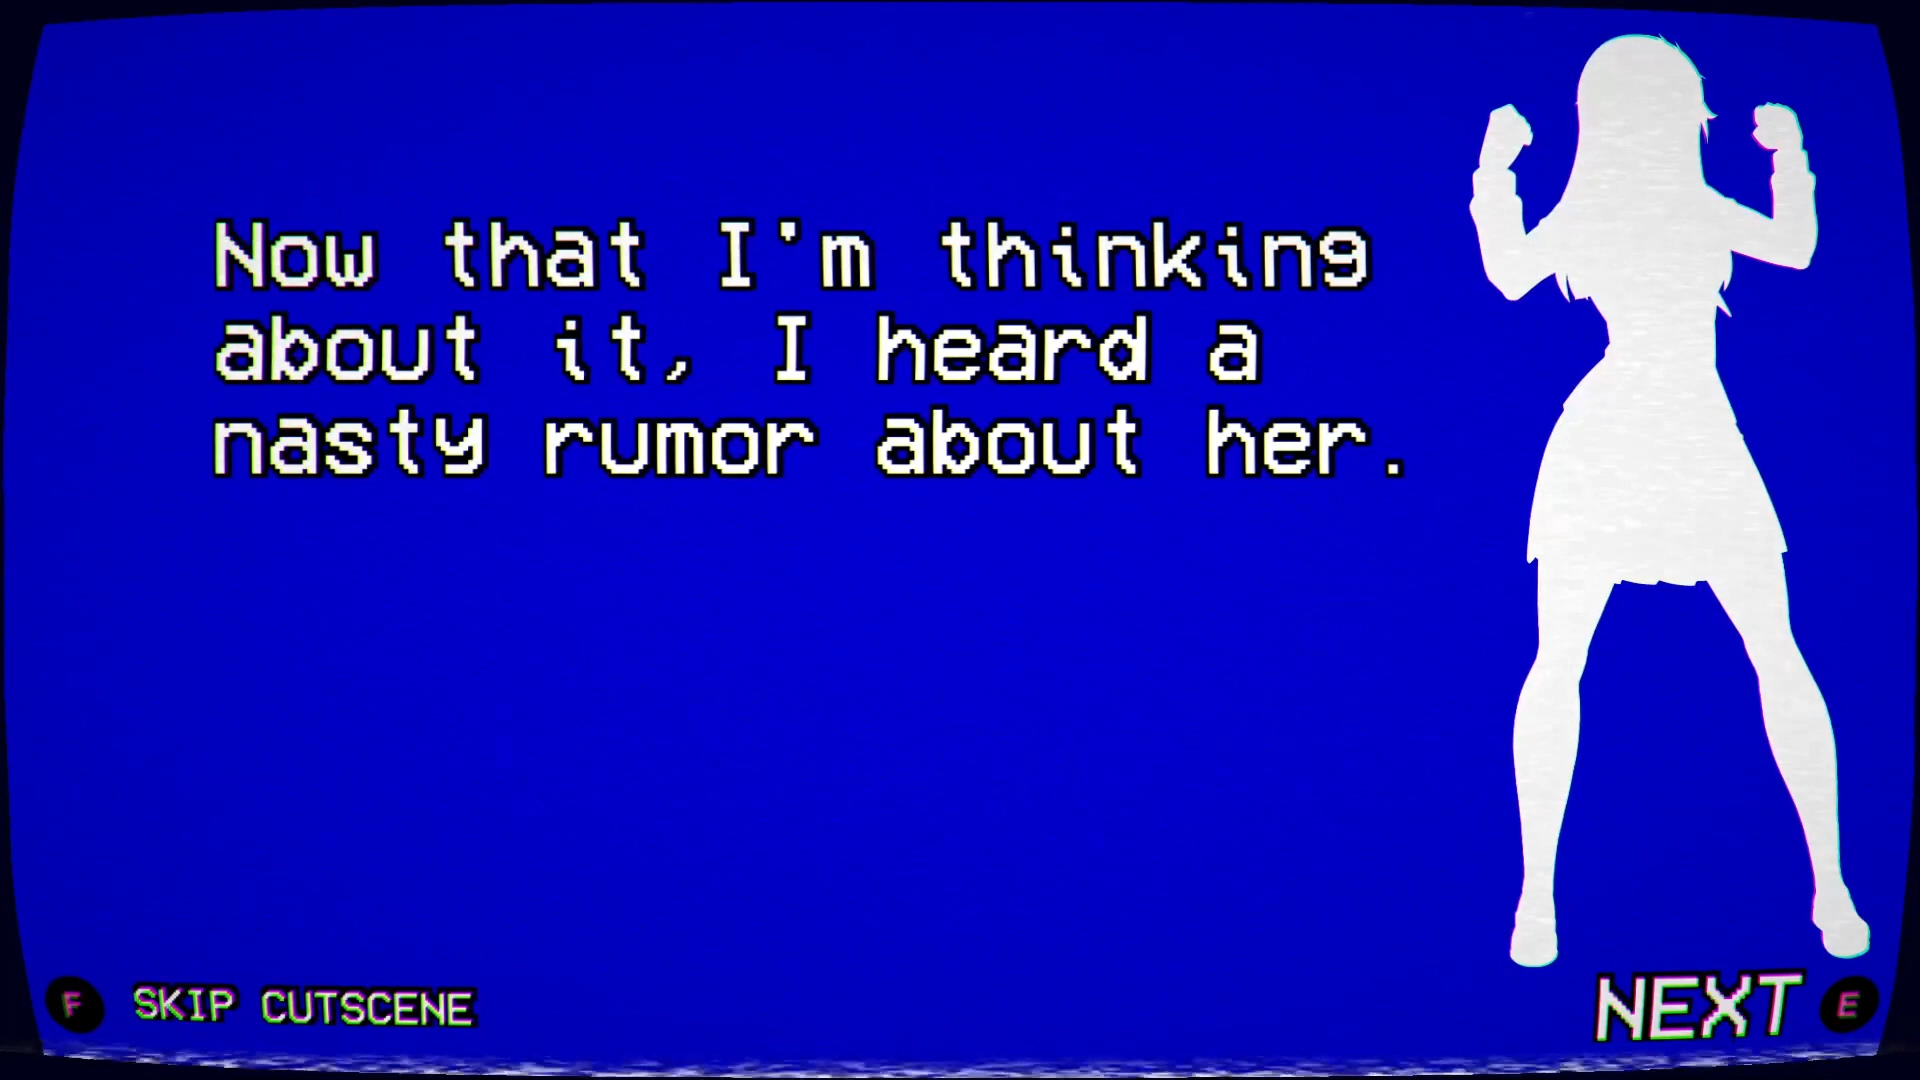 Now that I'm thinking
about it, I heard a
nasty rumor about her.
F SKIP CUTSCENE
NEXT E